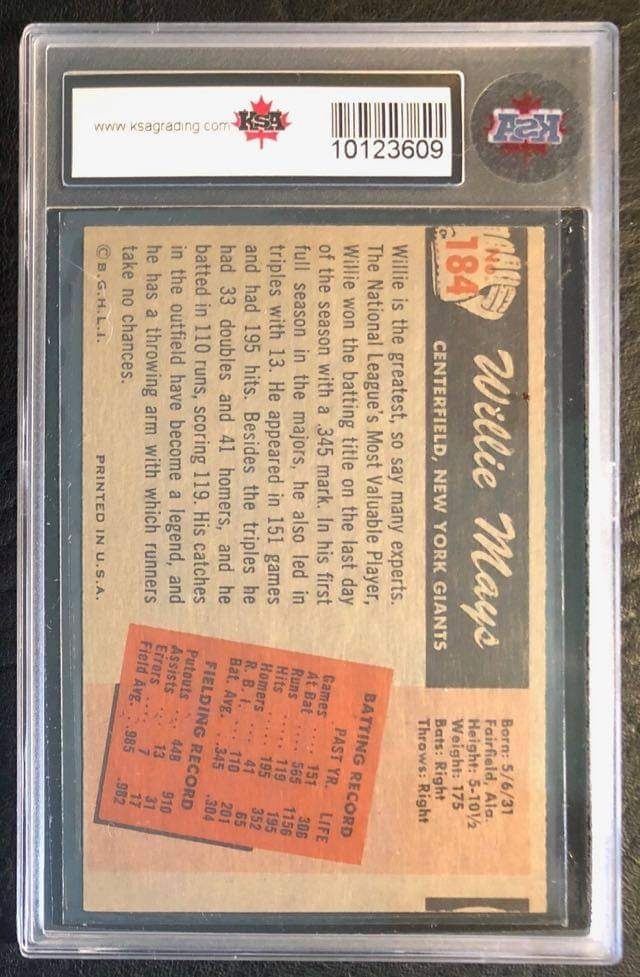 www ksagrading com
KSA
10123609
KSA
NO.
184
Willie Mays
CENTERFIELD, NEW YORK GIANTS
Born: 5/6/31
Fairfield, Ala.
Height: 5-10½
Weight: 175
Bats: Right
Throws: Right
Willie is the greatest, so say many experts.
The National League's Most Valuable Player,
Willie won the batting title on the last day
of the season with a .345 mark. In his first
full season in the majors, he also led in
triples with 13. He appeared in 151 games
and had 195 hits. Besides the triples he
had 33 doubles and 41 homers, and he
batted in 110 runs, scoring 119. His catches
in the outfield have become a legend, and
he has a throwing arm with which runners
take no chances.
© B.G.H.L.I. PRINTED IN U.S.A.
BATTING RECORD
PAST YR. LIFE
Games .... 151 306
At Bat .... 565 1156
Runs .... 119 195
Hits .... 195 352
Homers .... 41 65
R. B. I. .... 110 201
Bat. Avg. .345 .304
FIELDING RECORD
Putouts .. 448 910
Assists .... 13 31
Errors .... 7 17
Field Avg. .985 .982